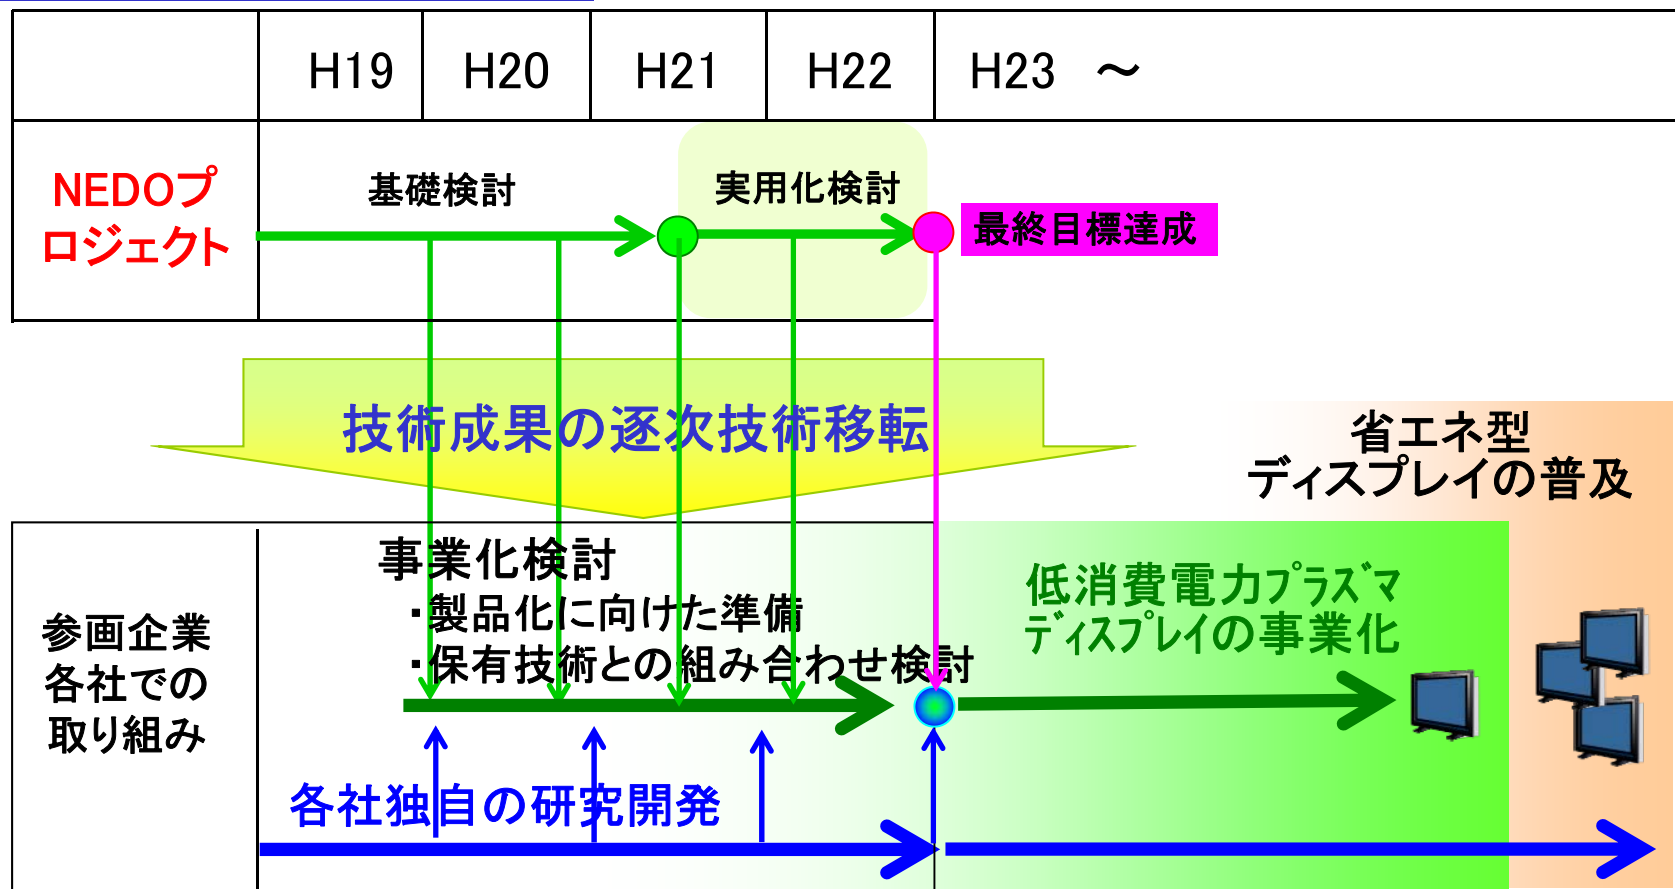 H19 H20 H21 H22 H23 ～
NEDOプ
ロジェクト
基礎検討
実用化検討
最終目標達成
技術成果の逐次技術移転
省エネ型
ディスプレイの普及
参画企業
各社での
取り組み
事業化検討
・製品化に向けた準備
・保有技術との組み合わせ検討
低消費電力ﾌﾟﾗｽﾞﾏ
ﾃﾞｨｽﾌﾟﾚｲの事業化
各社独自の研究開発